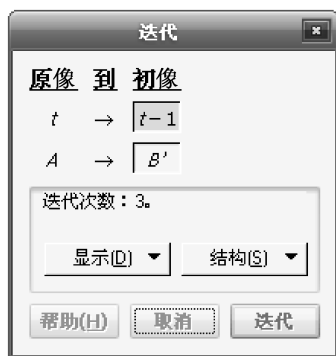 迭代
原像 到 初像
t → t-1
A → B'
迭代次数：3。
显示(D) 结构(S)
帮助(H) 取消 迭代